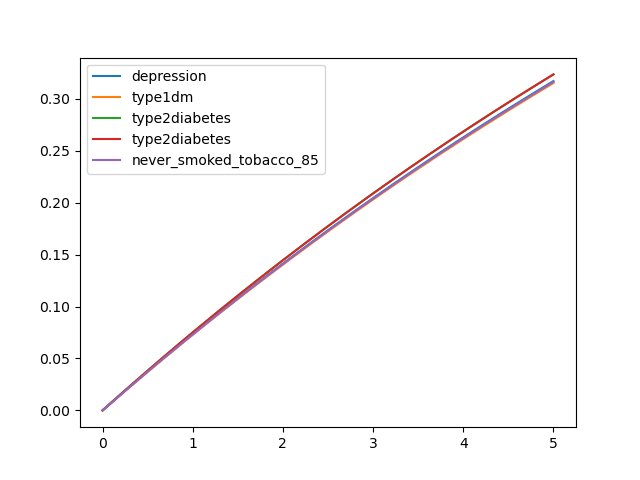 depression
type1dm
type2diabetes
type2diabetes
never_smoked_tobacco_85
0.30
0.25
0.20
0.15
0.10
0.05
0.00
0 1 2 3 4 5